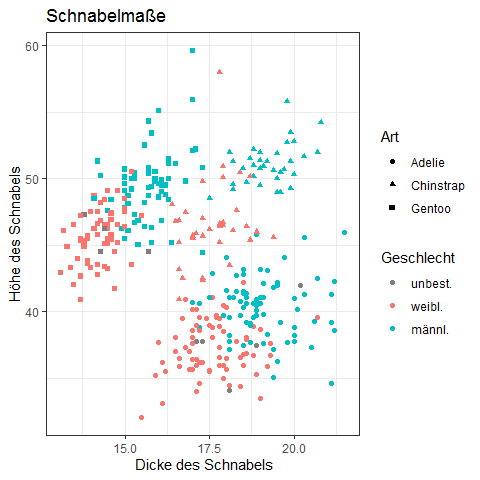 Schnabelmaße
60
50
40
Höhe des Schnabels
15.0
17.5
20.0
Dicke des Schnabels
Art
Adelie
Chinstrap
Gentoo
Geschlecht
unbest.
weibl.
männl.